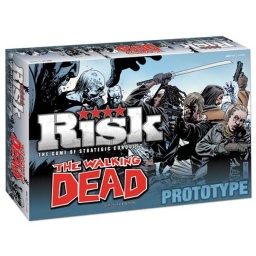 Risk
THE GAME OF STRATEGIC CONQUEST
THE WALKING
DEAD
PROTOTYPE